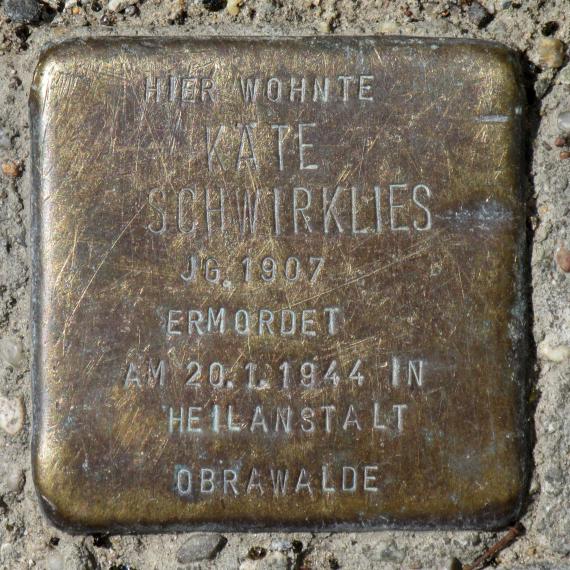 HIER WOHNTE
KÄTE
SCHWIRKLIES
JG. 1907
ERMORDET
AM 20.1.1944 IN
HEILANSTALT
OBRAWALDE